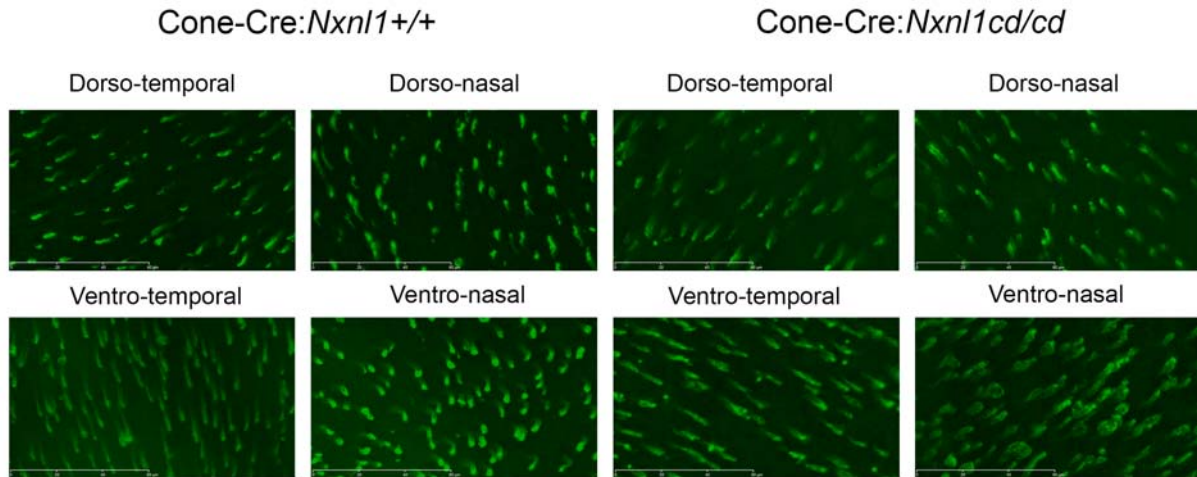 Cone-Cre:Nxnl1+/+ Cone-Cre:Nxnl1cd/cd
Dorso-temporal Dorso-nasal Dorso-temporal Dorso-nasal
Ventro-temporal Ventro-nasal Ventro-temporal Ventro-nasal